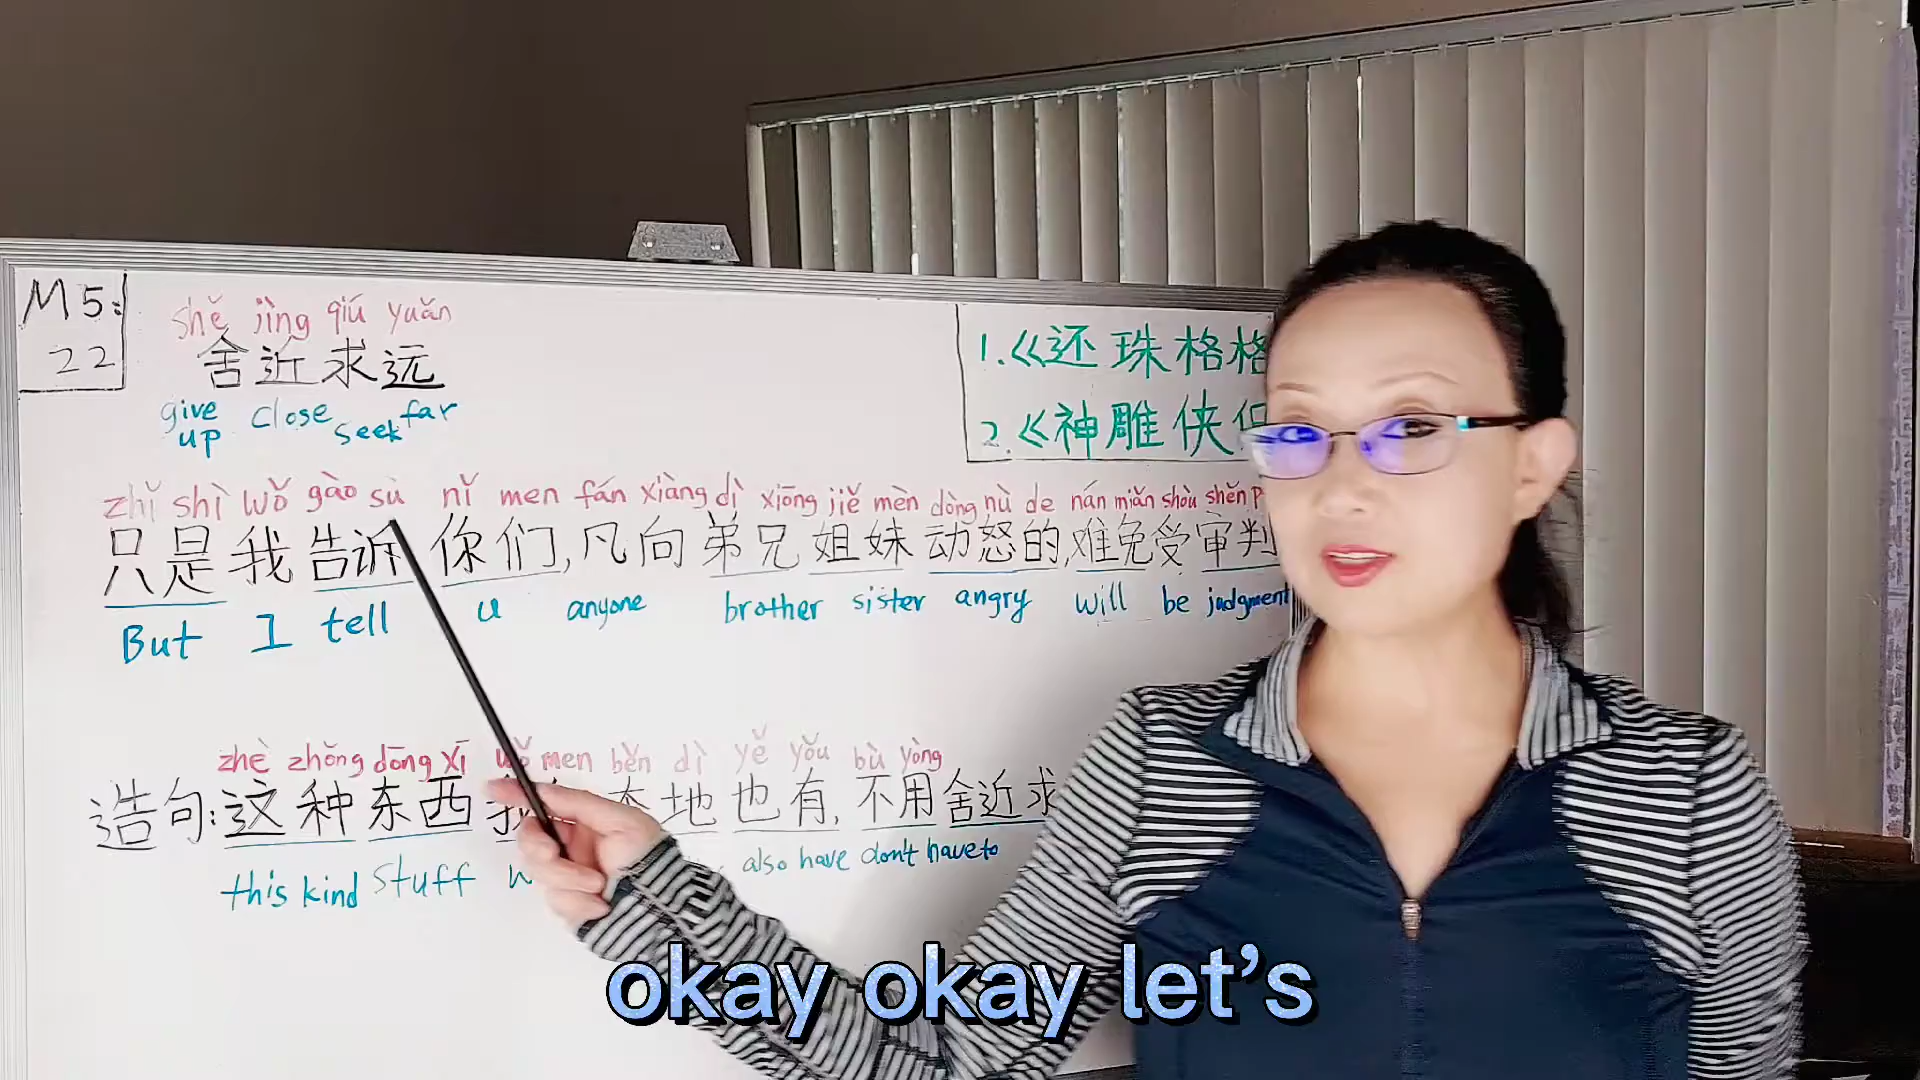 M5:
22
shě jìng qiú yuǎn
舍近求远
give up close seek far
1.《还珠格格
2.《神雕侠侣
zhǐ shì wǒ gào sù nǐ men fán xiàng dì xiōng jiě mèn dòng nù de nán miǎn shòu shěn p
只是我告诉你们,凡向弟兄姐妹动怒的,难免受审判
But I tell u anyone brother sister angry will be judgment
zhè zhǒng dōng xī wǒ men běn dì yě yǒu bù yòng
造句:这种东西我 本地也有,不用舍近求
this kind stuff also have don't have to
okay okay let's